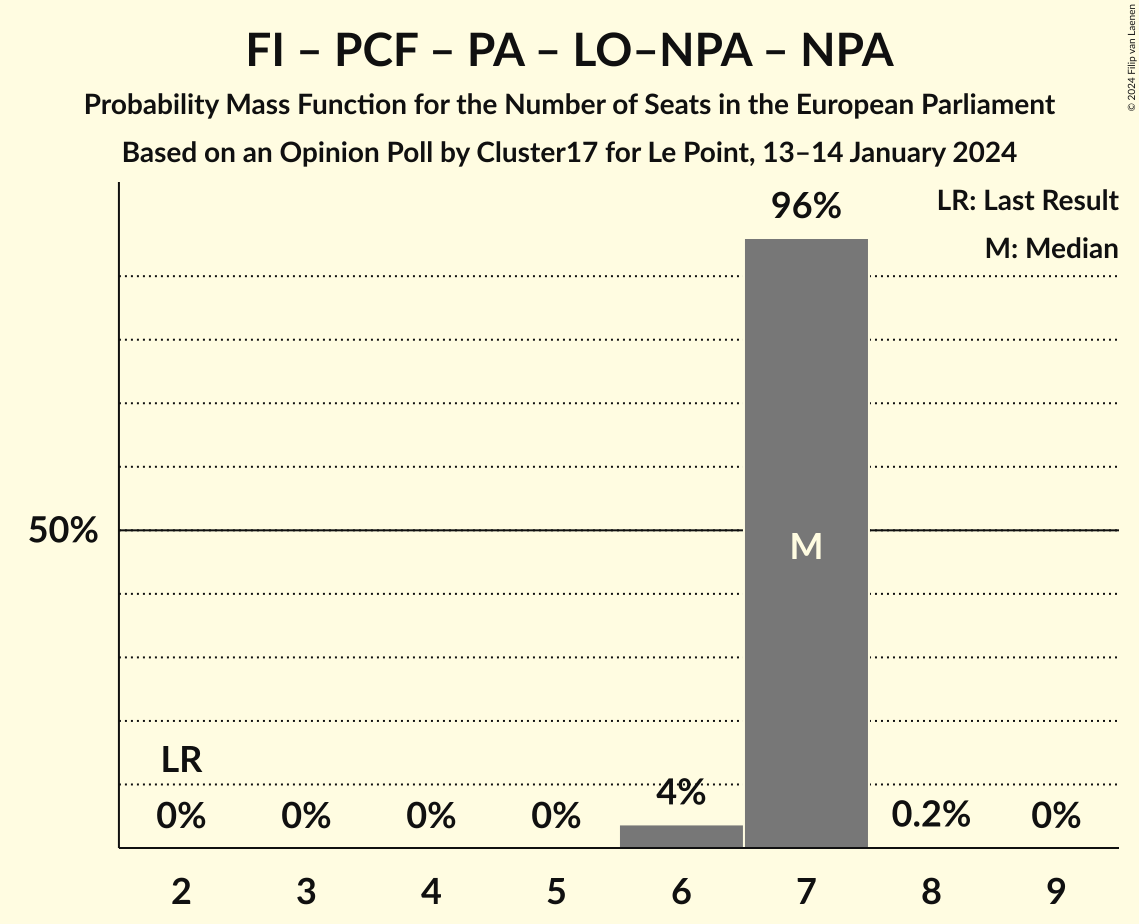 FI – PCF – PA – LO–NPA – NPA
Probability Mass Function for the Number of Seats in the European Parliament
Based on an Opinion Poll by Cluster17 for Le Point, 13–14 January 2024
© 2024 Filip van Laenen
LR: Last Result
M: Median
96%
50%
M
LR
0%
0%
0%
0%
4%
0.2%
0%
2
3
4
5
6
7
8
9